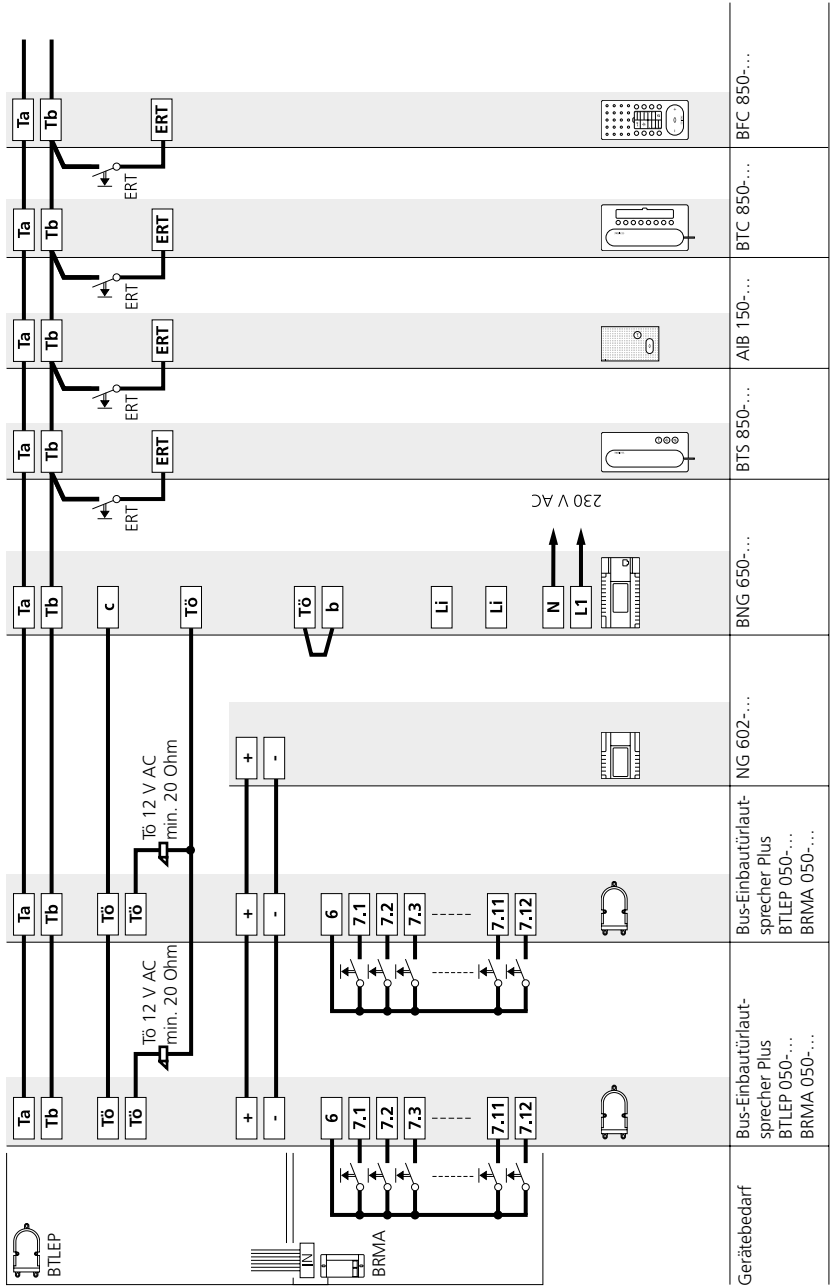 Ta Ta Ta Ta Ta Ta Ta
BTLEP Tb Tb Tb Tb Tb Tb Tb
Tö Tö c
ERT ERT ERT ERT
Tö Tö 12 V AC Tö Tö 12 V AC
min. 20 Ohm min. 20 Ohm
ERT ERT ERT ERT
Tö
+ + +
- - -
IN Tö
6 6 b
7.1 7.1
BRMA 7.2 7.2
7.3 7.3
Li
7.11 7.11 Li
7.12 7.12
N
230 V AC
L1
Gerätebedarf
Bus-Einbautürlaut-
sprecher Plus
BTLEP 050-...
BRMA 050-...
Bus-Einbautürlaut-
sprecher Plus
BTLEP 050-...
BRMA 050-...
NG 602-...
BNG 650-...
BTS 850-...
AIB 150-...
BTC 850-...
BFC 850-...